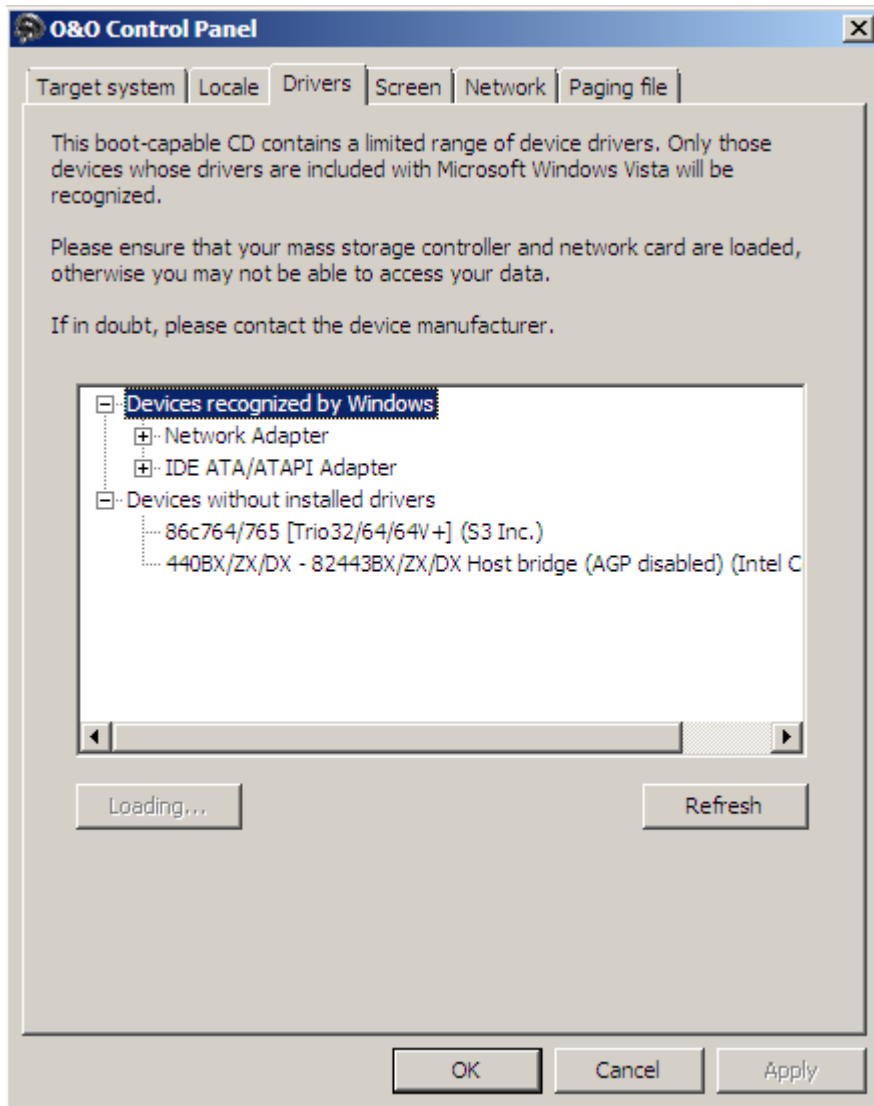 O&O Control Panel
Target system Locale Drivers Screen Network Paging file
This boot-capable CD contains a limited range of device drivers. Only those
devices whose drivers are included with Microsoft Windows Vista will be
recognized.
Please ensure that your mass storage controller and network card are loaded,
otherwise you may not be able to access your data.
If in doubt, please contact the device manufacturer.
Devices recognized by Windows
Network Adapter
IDE ATA/ATAPI Adapter
Devices without installed drivers
86c764/765 [Trio32/64/64V+] (S3 Inc.)
440BX/ZX/DX - 82443BX/ZX/DX Host bridge (AGP disabled) (Intel C
Loading... Refresh
OK Cancel Apply